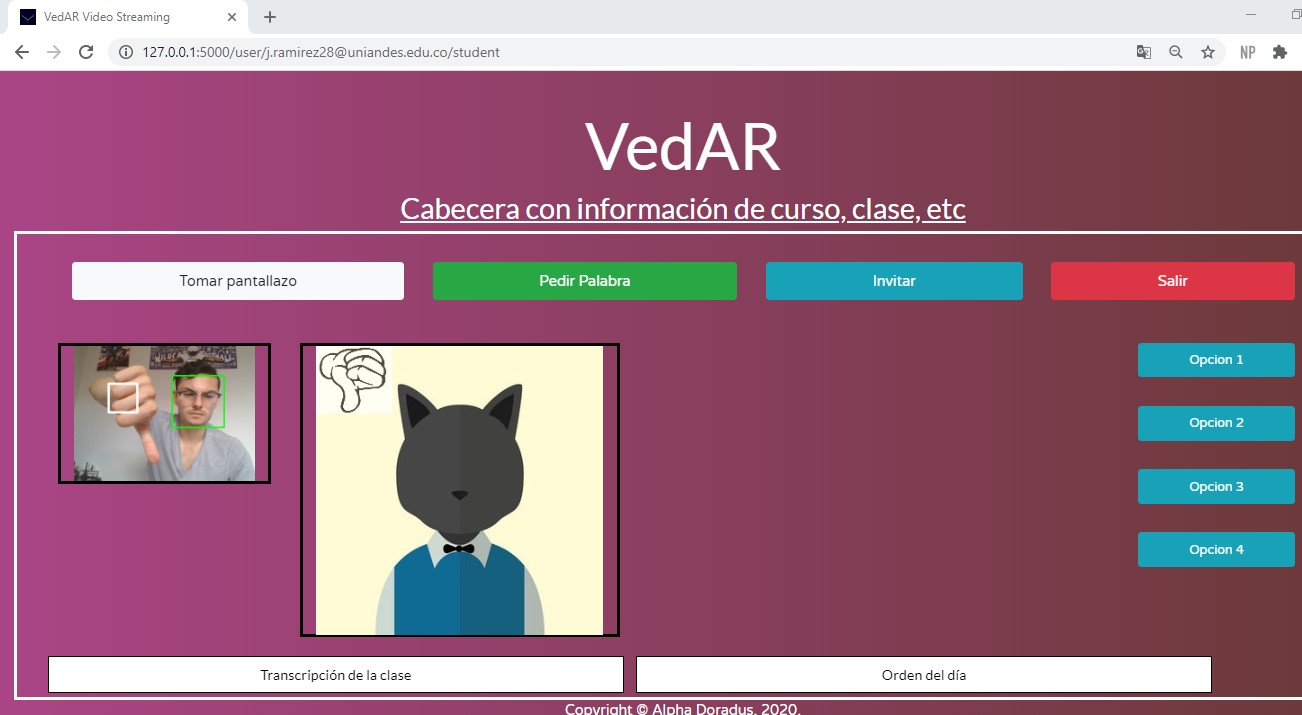 VedAR Video Streaming
127.0.0.1:5000/user/j.ramirez28@uniandes.edu.co/student
NP
VedAR
Cabecera con información de curso, clase, etc
Tomar pantallazo
Pedir Palabra
Invitar
Salir
Opcion 1
Opcion 2
Opcion 3
Opcion 4
Transcripción de la clase
Orden del día
Copyright © Alpha Doradus, 2020.